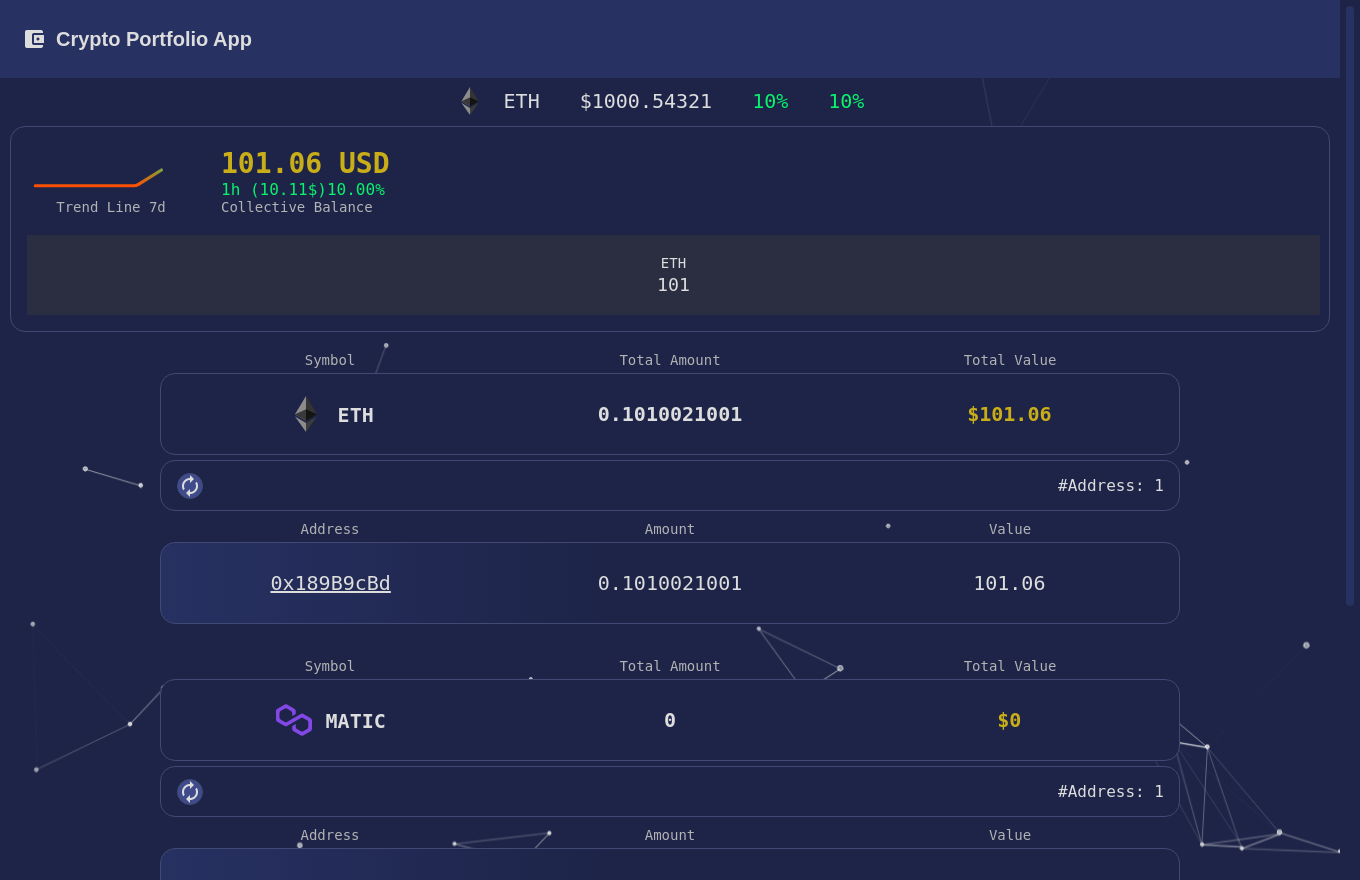 Crypto Portfolio App
ETH $1000.54321 10% 10%
101.06 USD
1h (10.11$)10.00%
Trend Line 7d Collective Balance
ETH
101
Symbol Total Amount Total Value
ETH 0.1010021001 $101.06
#Address: 1
Address Amount Value
0x189B9cBd 0.1010021001 101.06
Symbol Total Amount Total Value
MATIC 0 $0
#Address: 1
Address Amount Value